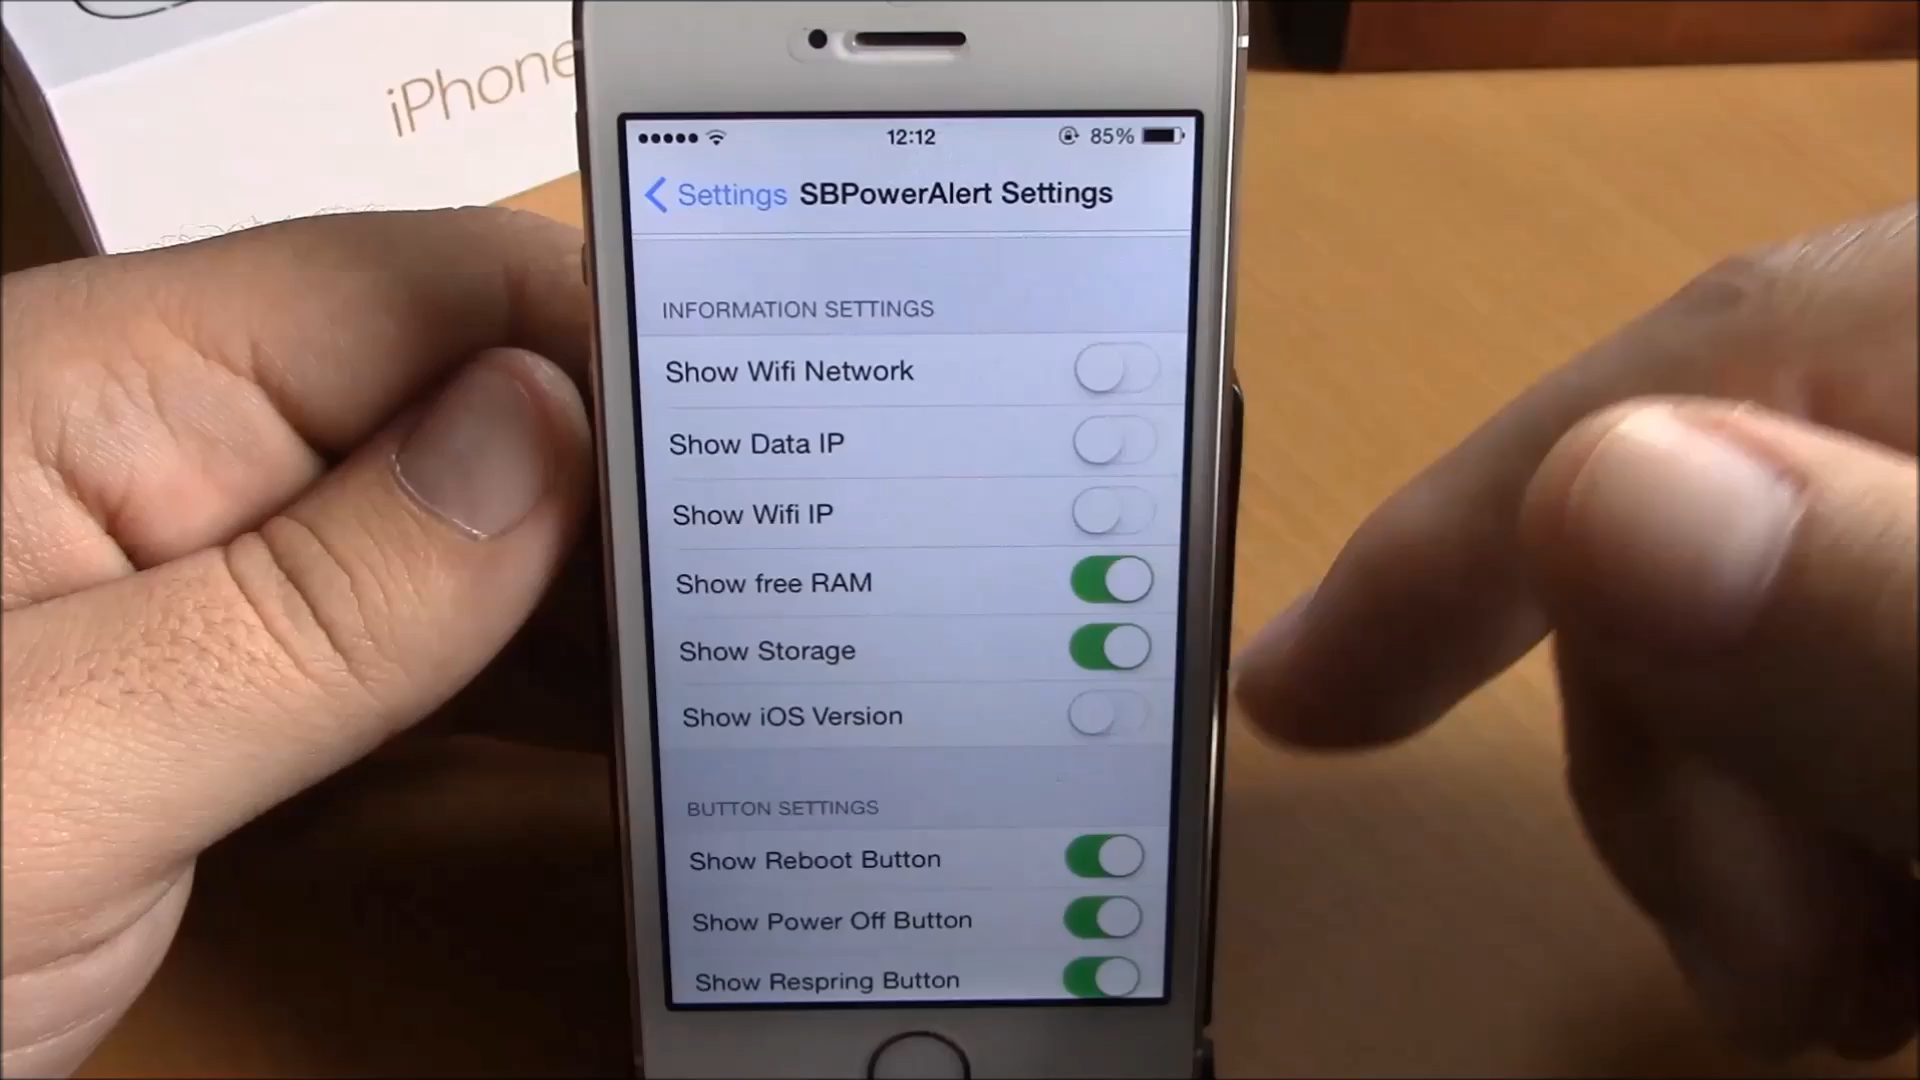 iPhone
12:12
85%
Settings SBPowerAlert Settings
INFORMATION SETTINGS
Show Wifi Network
Show Data IP
Show Wifi IP
Show free RAM
Show Storage
Show iOS Version
BUTTON SETTINGS
Show Reboot Button
Show Power Off Button
Show Respring Button